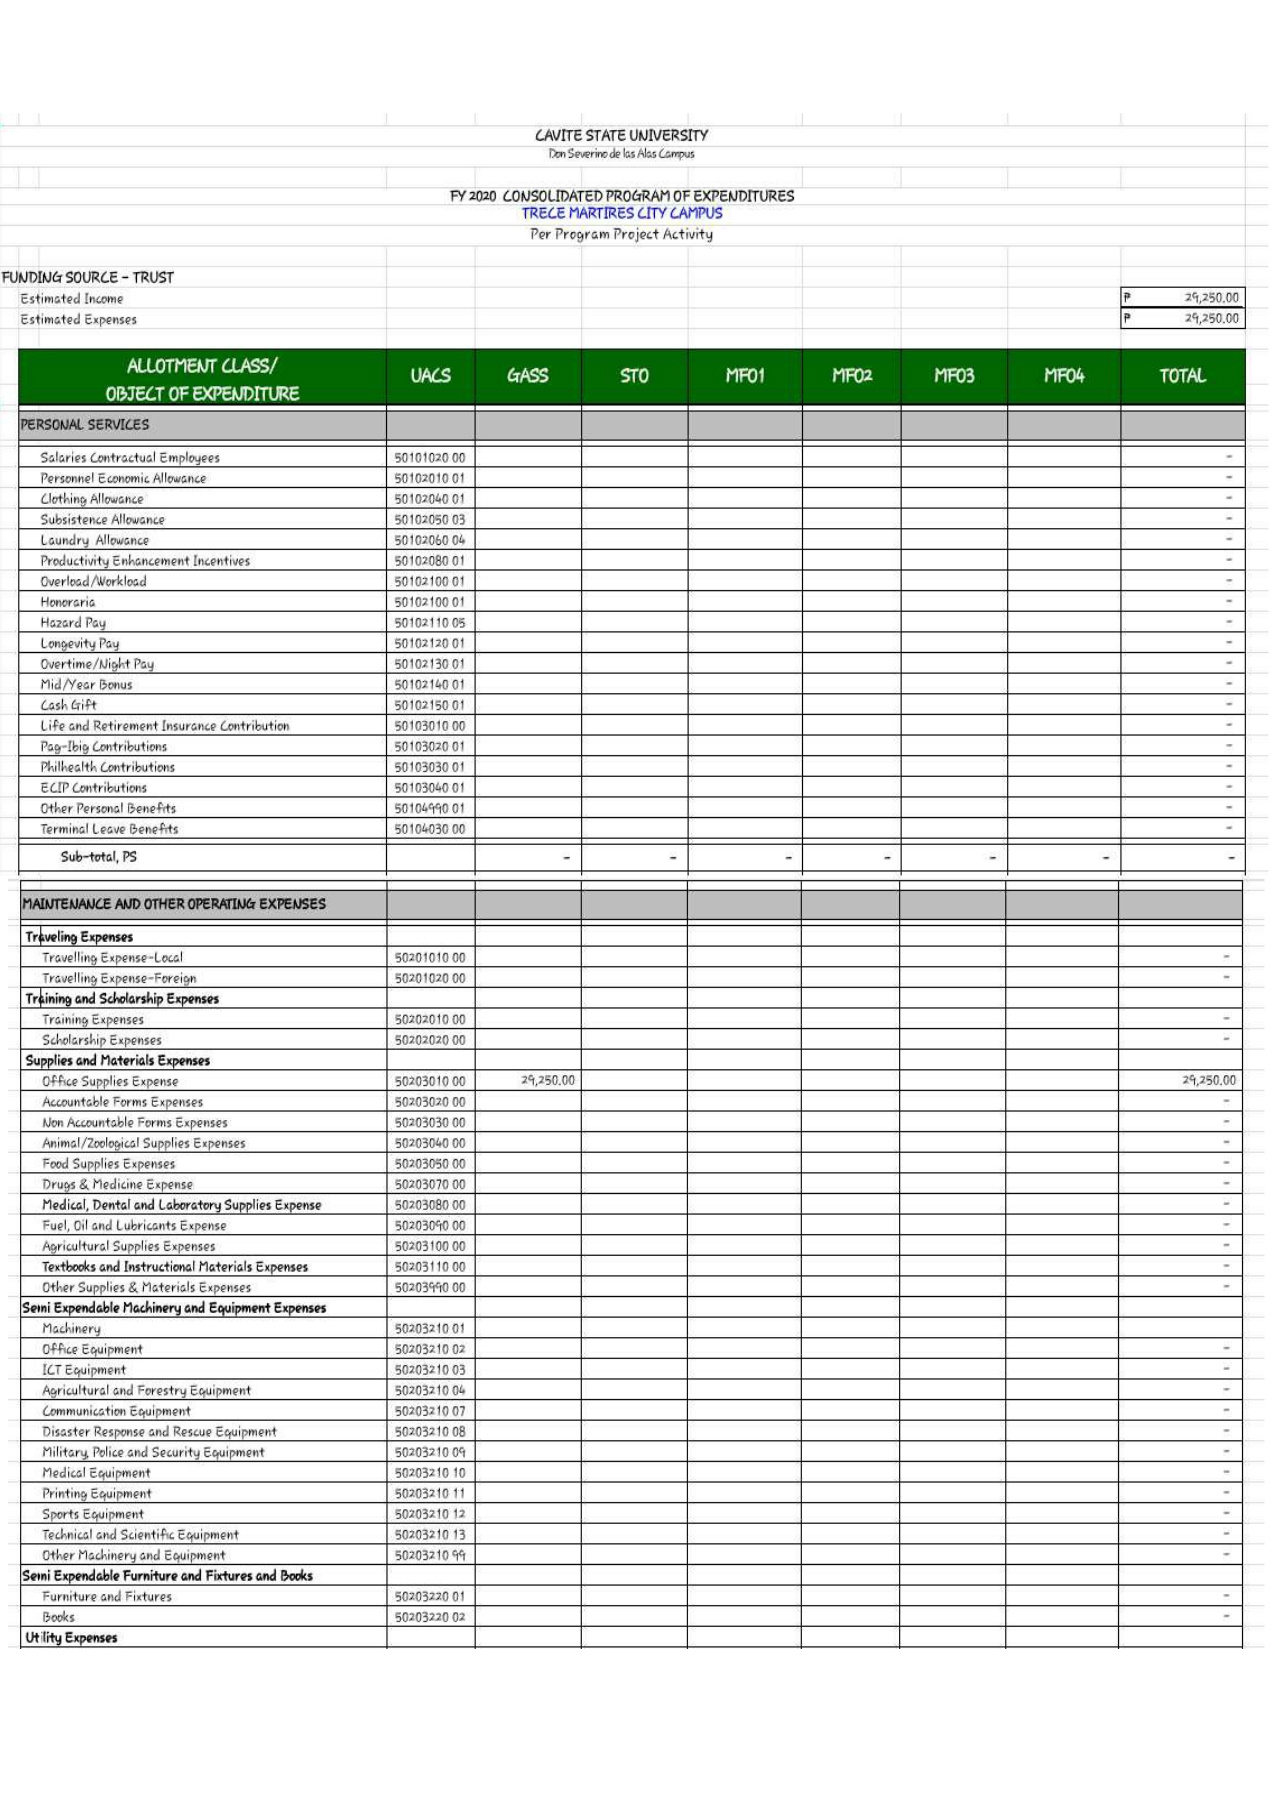 CAVITE STATE UNIVERSITY
Don Severino de las Alas Campus
FY 2020 CONSOLIDATED PROGRAM OF EXPENDITURES
TRECE MARTIRES CITY CAMPUS
Per Program Project Activity
FUNDING SOURCE - TRUST
Estimated Income ₱ 29,250.00
Estimated Expenses ₱ 29,250.00
ALLOTMENT CLASS/
OBJECT OF EXPENDITURE UACS GASS STO MFO1 MFO2 MFO3 MFO4 TOTAL
PERSONAL SERVICES
Salaries Contractual Employees 50101020 00 -
Personnel Economic Allowance 50102010 01 -
Clothing Allowance 50102040 01 -
Subsistence Allowance 50102050 03 -
Laundry Allowance 50102060 04 -
Productivity Enhancement Incentives 50102080 01 -
Overload/Workload 50102100 01 -
Honoraria 50102100 01 -
Hazard Pay 50102110 05 -
Longevity Pay 50102120 01 -
Overtime/Night Pay 50102130 01 -
Mid/Year Bonus 50102140 01 -
Cash Gift 50102150 01 -
Life and Retirement Insurance Contribution 50103010 00 -
Pag-Ibig Contributions 50103020 01 -
Philhealth Contributions 50103030 01 -
ECIP Contributions 50103040 01 -
Other Personal Benefits 50104990 01 -
Terminal Leave Benefits 50104030 00 -
Sub-total, PS - - - - - - -
MAINTENANCE AND OTHER OPERATING EXPENSES
Traveling Expenses
Travelling Expense-Local 50201010 00 -
Travelling Expense-Foreign 50201020 00 -
Training and Scholarship Expenses
Training Expenses 50202010 00 -
Scholarship Expenses 50202020 00 -
Supplies and Materials Expenses
Office Supplies Expense 50203010 00 29,250.00 29,250.00
Accountable Forms Expenses 50203020 00 -
Non Accountable Forms Expenses 50203030 00 -
Animal/Zoological Supplies Expenses 50203040 00 -
Food Supplies Expenses 50203050 00 -
Drugs & Medicine Expense 50203070 00 -
Medical, Dental and Laboratory Supplies Expense 50203080 00 -
Fuel, Oil and Lubricants Expense 50203090 00 -
Agricultural Supplies Expenses 50203100 00 -
Textbooks and Instructional Materials Expenses 50203110 00 -
Other Supplies & Materials Expenses 50203990 00 -
Semi Expendable Machinery and Equipment Expenses
Machinery 50203210 01
Office Equipment 50203210 02 -
ICT Equipment 50203210 03 -
Agricultural and Forestry Equipment 50203210 04 -
Communication Equipment 50203210 07 -
Disaster Response and Rescue Equipment 50203210 08 -
Military, Police and Security Equipment 50203210 09 -
Medical Equipment 50203210 10 -
Printing Equipment 50203210 11 -
Sports Equipment 50203210 12 -
Technical and Scientific Equipment 50203210 13 -
Other Machinery and Equipment 50203210 99 -
Semi Expendable Furniture and Fixtures and Books
Furniture and Fixtures 50203220 01 -
Books 50203220 02 -
Utility Expenses